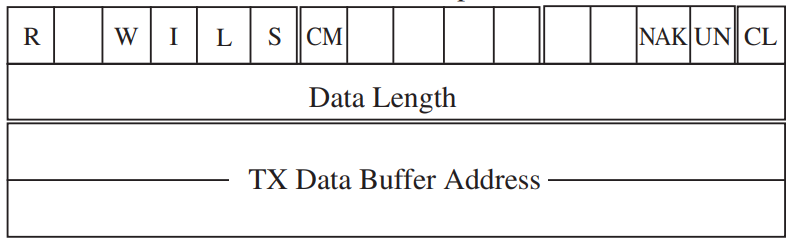 R W I L S CM NAK UN CL
Data Length
TX Data Buffer Address